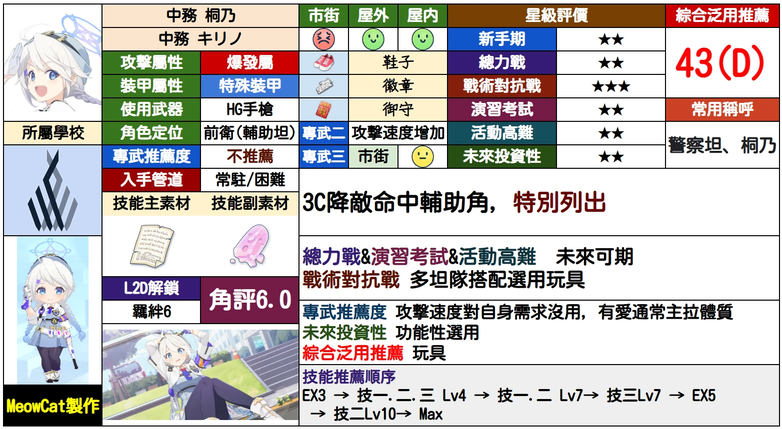 中務 桐乃
中務 キリノ
攻擊屬性 爆發屬
裝甲屬性 特殊裝甲
使用武器 HG手槍
所屬學校
角色定位 前衛(輔助坦)
專武推薦度 不推薦
入手管道 常駐/困難
技能主素材 技能副素材
L2D解鎖
羈絆6
角評6.0
MeowCat製作
市街 屋外 屋內
鞋子
徽章
御守
專武二 攻擊速度增加
專武三 市街
星級評價
新手期 ★★
總力戰 ★★
戰術對抗戰 ★★★
演習考試 ★★
活動高難 ★★
未來投資性 ★★
綜合泛用推薦
43(D)
常用稱呼
警察坦、桐乃
3C降敵命中輔助角，特別列出
總力戰&演習考試&活動高難 未來可期
戰術對抗戰 多坦隊搭配選用玩具
專武推薦度 攻擊速度對自身需求沒用，有愛通常主拉體質
未來投資性 功能性選用
綜合泛用推薦 玩具
技能推薦順序
EX3 → 技一.二.三 Lv4 → 技一.二 Lv7→ 技三Lv7 → EX5
→ 技二Lv10→ Max